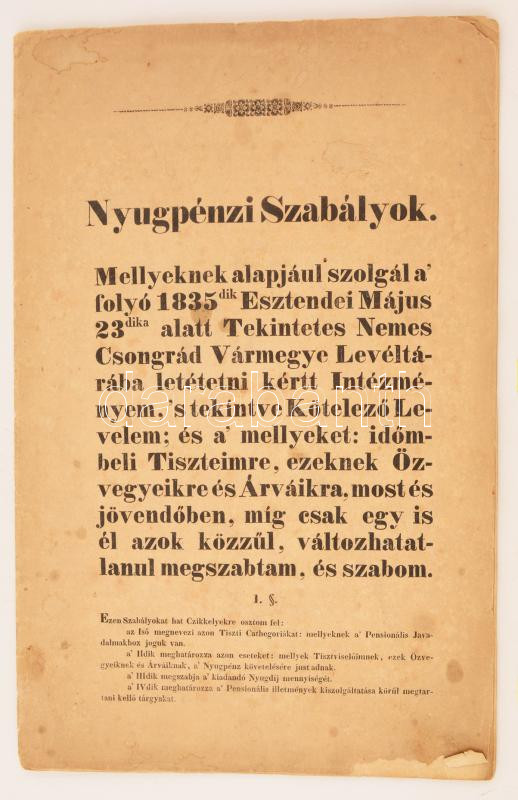 Nyugpénzi Szabályok.
Mellyeknek alapjául szolgál a'
folyó 1835dik Esztendei Május
23dika alatt Tekintetes Nemes
Csongrád Vármegye Levéltá-
rába letétetni kértt Intézmé-
nyem, 's tekintve Kötelező Le-
velem; és a' mellyeket: időm-
beli Tiszteimre, ezeknek Öz-
vegyeikre és Árváikra, most és
jövendőben, míg csak egy is
él azok közzűl, változhatat-
lanul megszabtam, és szabom.
1. §.
Ezen Szabályokat hat Czikkelyekre osztom fel:
az Isó megnevezi azon Tiszti Cathegoriákat: mellyeknek a' Pensionális Java-
dalmakhoz joguk van.
a' IIdik meghatározza azon eseteket: mellyek Tisztviselőimnek, ezek Özve-
gyeiknek és Árváiknak, a' Nyugpénz követelésére just adnak.
a' IIIdik megszabja a' kiadandó Nyugdíj mennyiségét.
a' IVdik meghatározza a' Pensionális illetmények kiszolgáltatása körűl megtar-
tani kellő tárgyakat.
darabanth